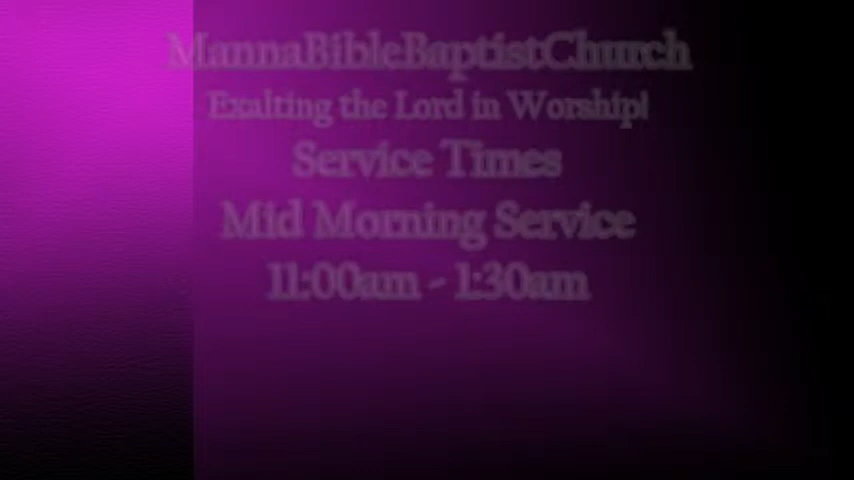 MannaBibleBaptistChurch
Exalting the Lord in Worship!
Service Times
Mid Morning Service
11:00am - 1:30am